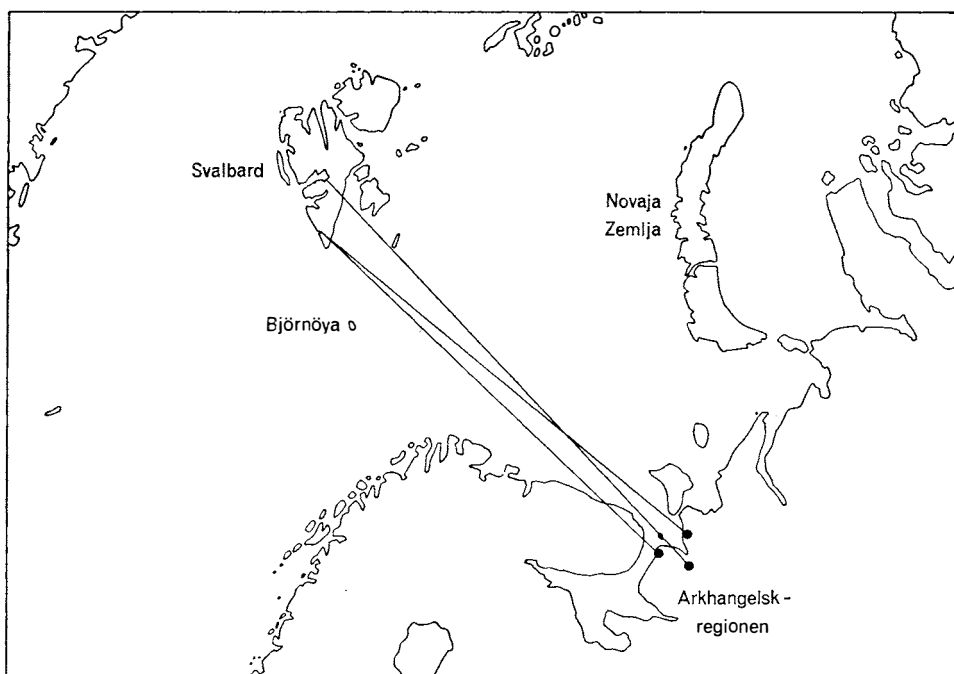 Svalbard
Novaja
Zemlja
Björnöya
Arkhangelsk -
regionen